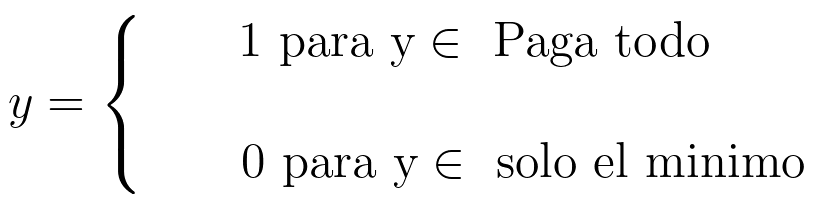 1 para y ∈ Paga todo
y = {
0 para y ∈ solo el minimo